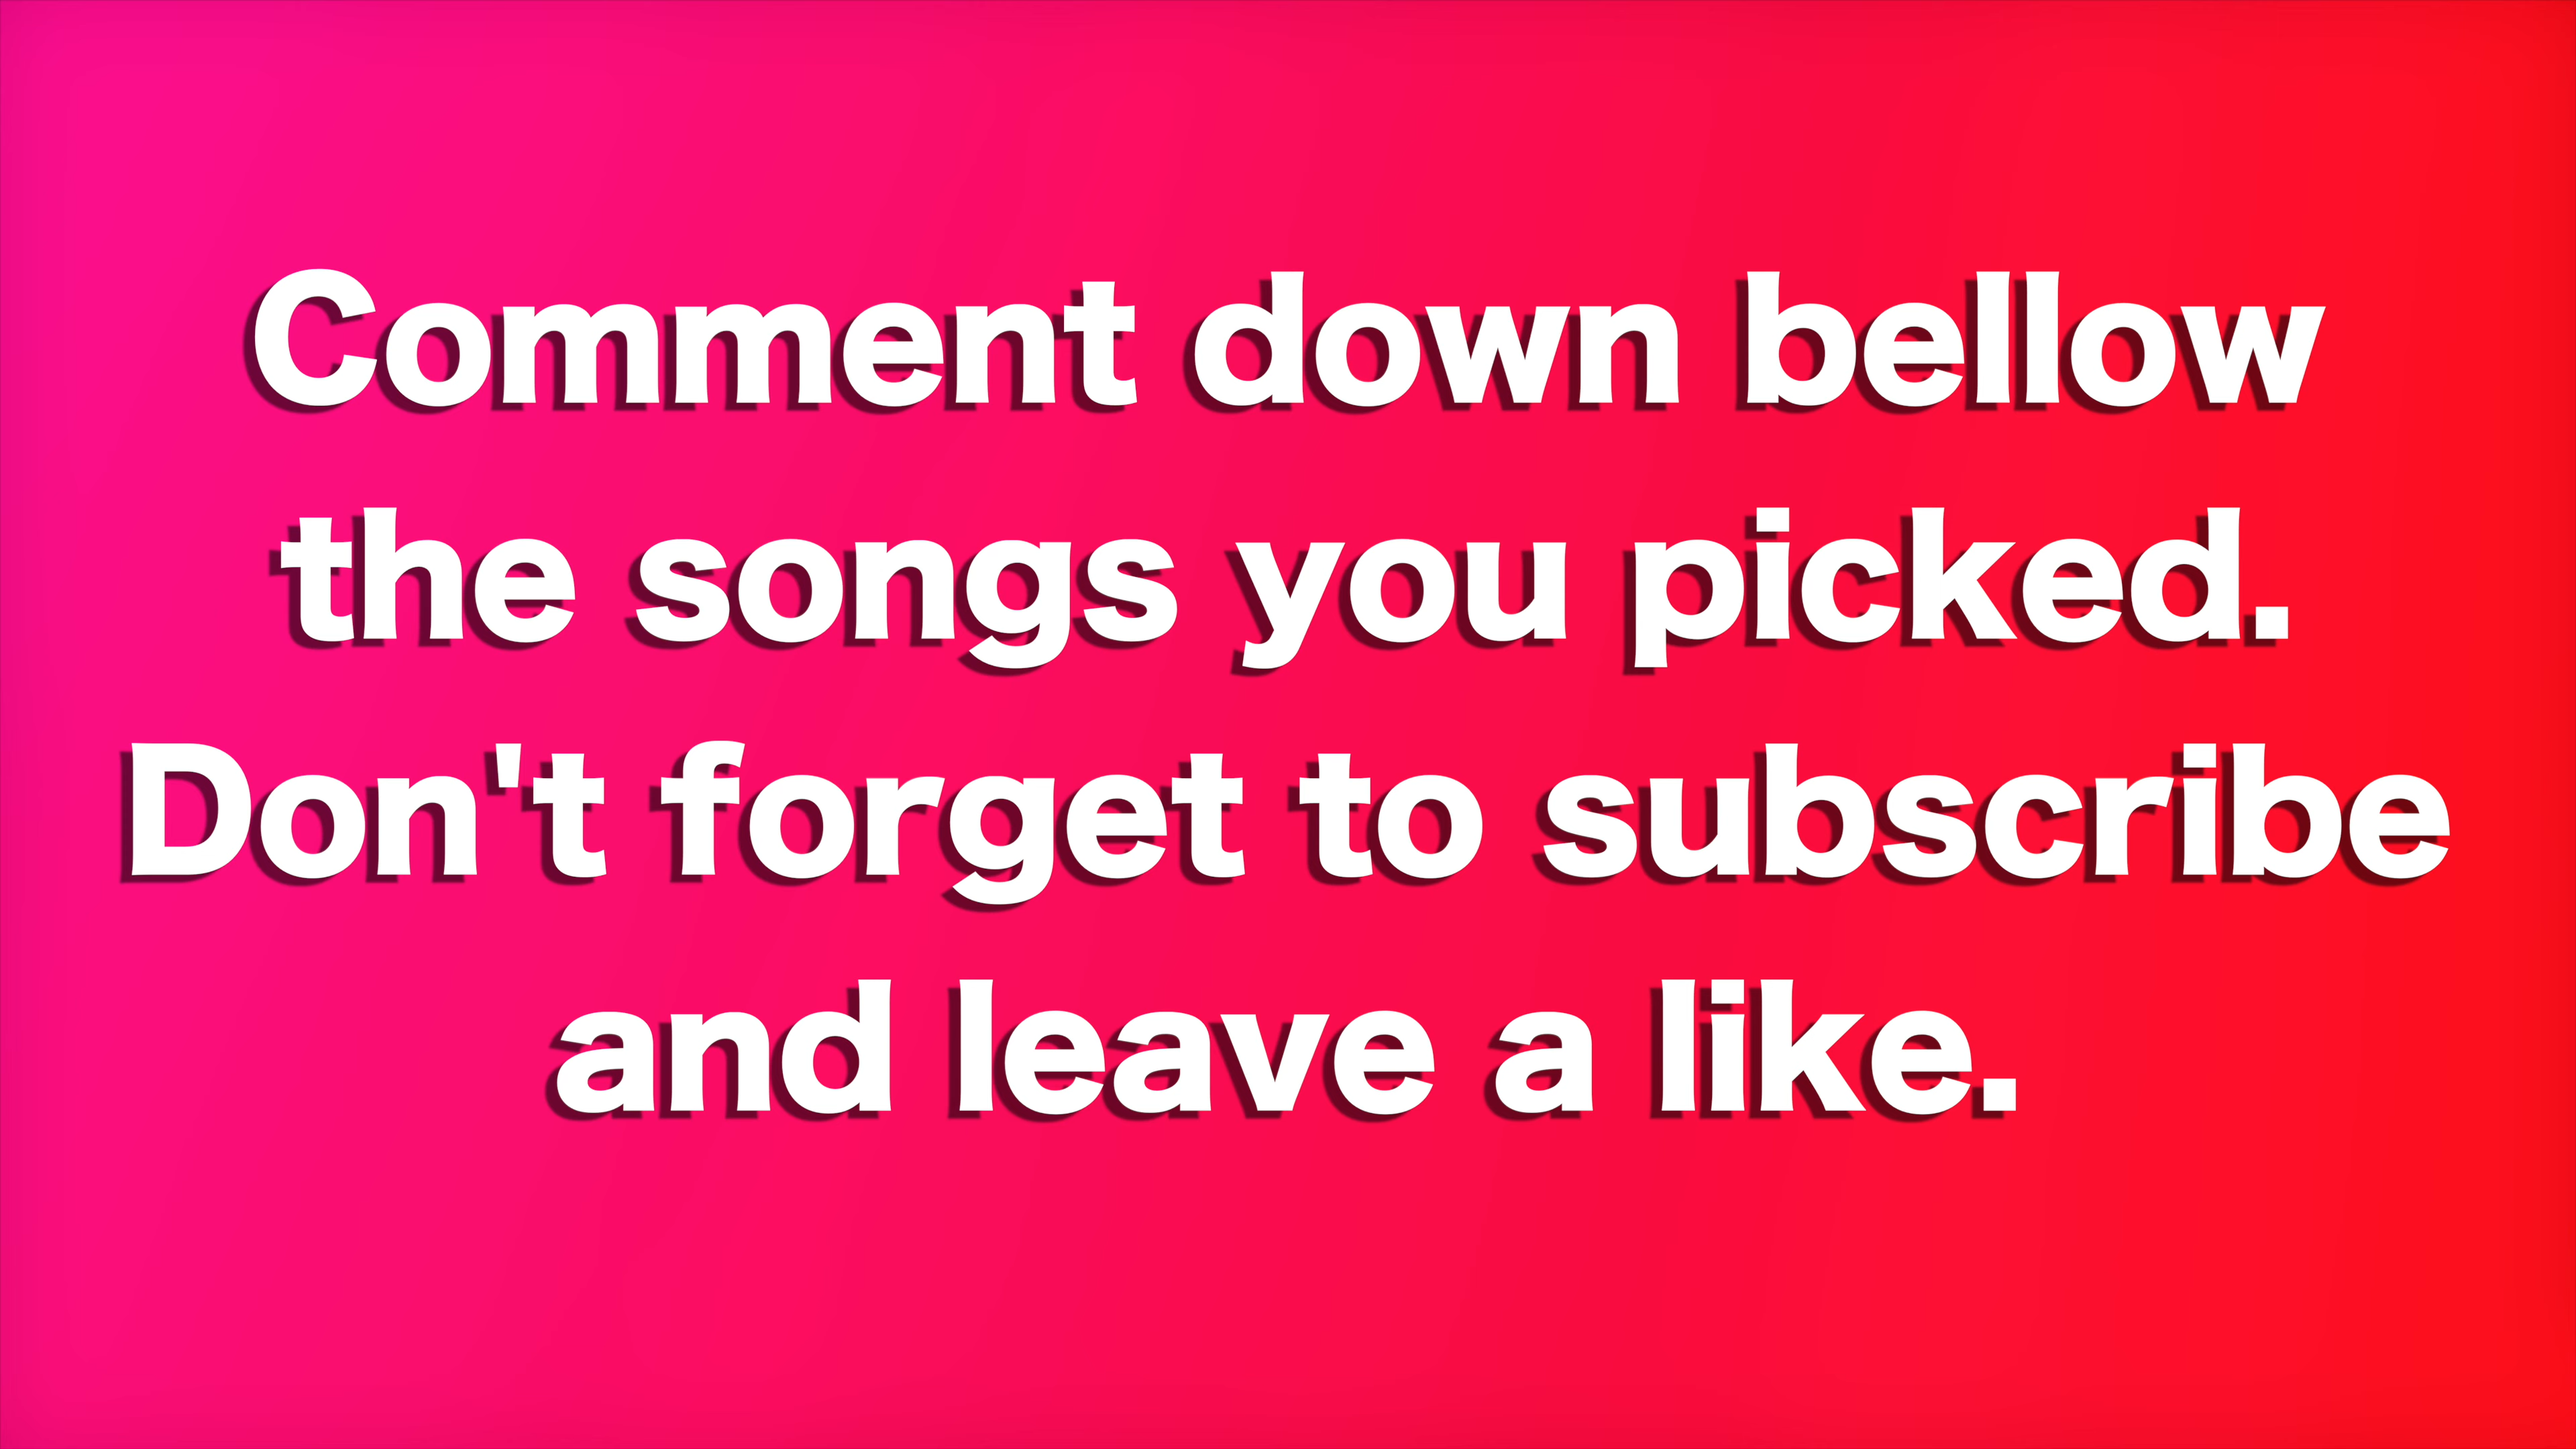 Comment down bellow
the songs you picked.
Don't forget to subscribe
and leave a like.